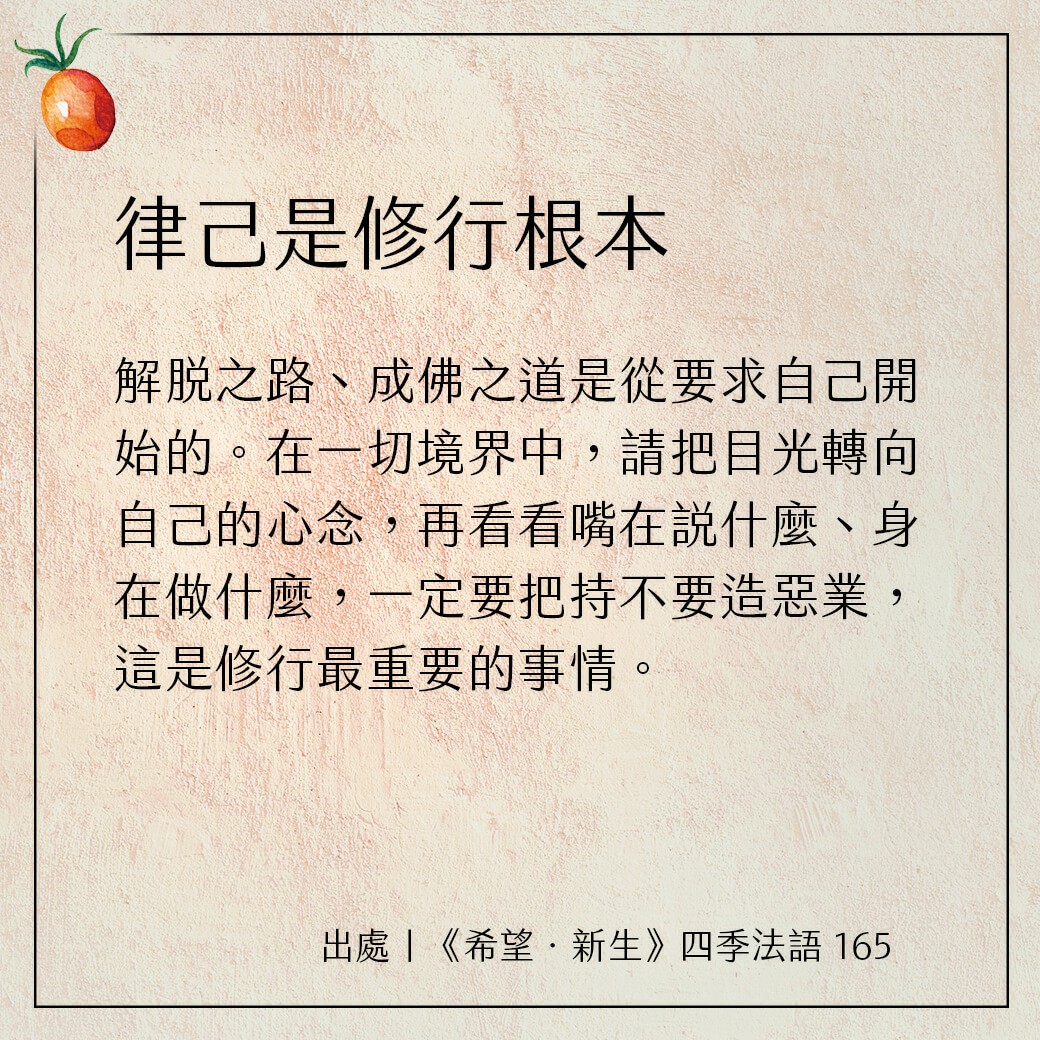 律己是修行根本
解脫之路、成佛之道是從要求自己開
始的。在一切境界中，請把目光轉向
自己的心念，再看看嘴在説什麼、身
在做什麼，一定要把持不要造惡業，
這是修行最重要的事情。
出處｜《希望．新生》四季法語 165